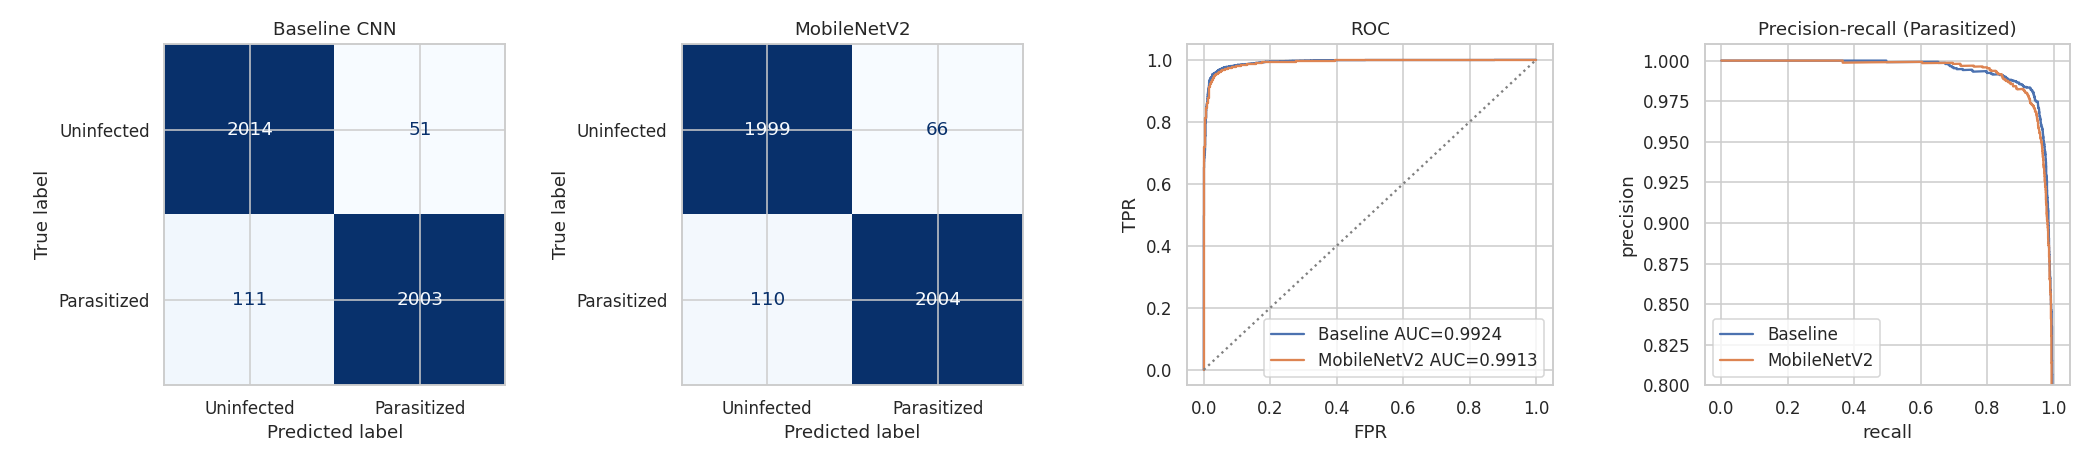 Baseline CNN
True label
Uninfected
Parasitized
2014
51
111
2003
Uninfected
Parasitized
Predicted label
MobileNetV2
True label
Uninfected
Parasitized
1999
66
110
2004
Uninfected
Parasitized
Predicted label
ROC
TPR
1.0
0.8
0.6
0.4
0.2
0.0
Baseline AUC=0.9924
MobileNetV2 AUC=0.9913
0.0
0.2
0.4
0.6
0.8
1.0
FPR
Precision-recall (Parasitized)
precision
1.000
0.975
0.950
0.925
0.900
0.875
0.850
0.825
0.800
Baseline
MobileNetV2
0.0
0.2
0.4
0.6
0.8
1.0
recall